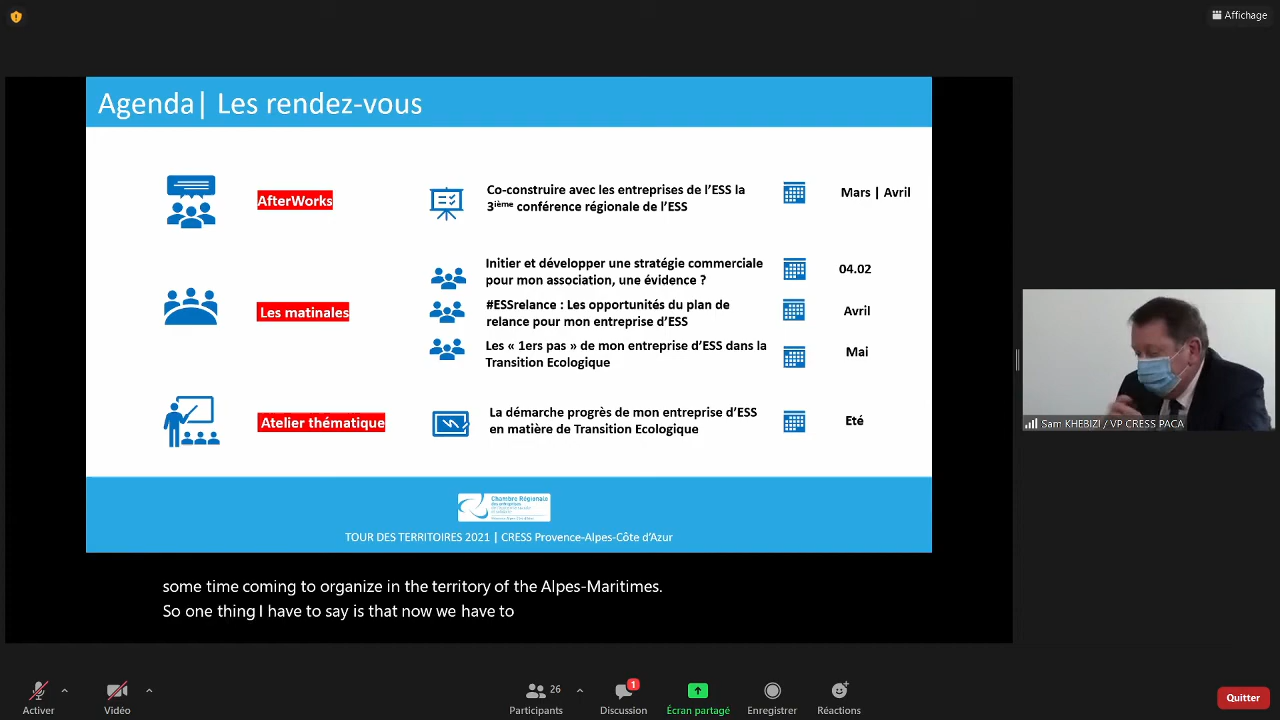 Affichage
Agenda| Les rendez-vous
AfterWorks
Co-construire avec les entreprises de l'ESS la
3ième conférence régionale de l'ESS
Mars | Avril
Les matinales
Initier et développer une stratégie commerciale
pour mon association, une évidence ?
04.02
#ESSrelance : Les opportunités du plan de
relance pour mon entreprise d'ESS
Avril
Les « 1ers pas » de mon entreprise d'ESS dans la
Transition Ecologique
Mai
Atelier thématique
La démarche progrès de mon entreprise d'ESS
en matière de Transition Ecologique
Eté
Chambre Régionale
TOUR DES TERRITOIRES 2021 | CRESS Provence-Alpes-Côte d'Azur
Sam KHEBIZI / VP CRESS PACA
some time coming to organize in the territory of the Alpes-Maritimes.
So one thing I have to say is that now we have to
Activer
Vidéo
26
Participants
1
Discussion
Écran partagé
Enregistrer
Réactions
Quitter